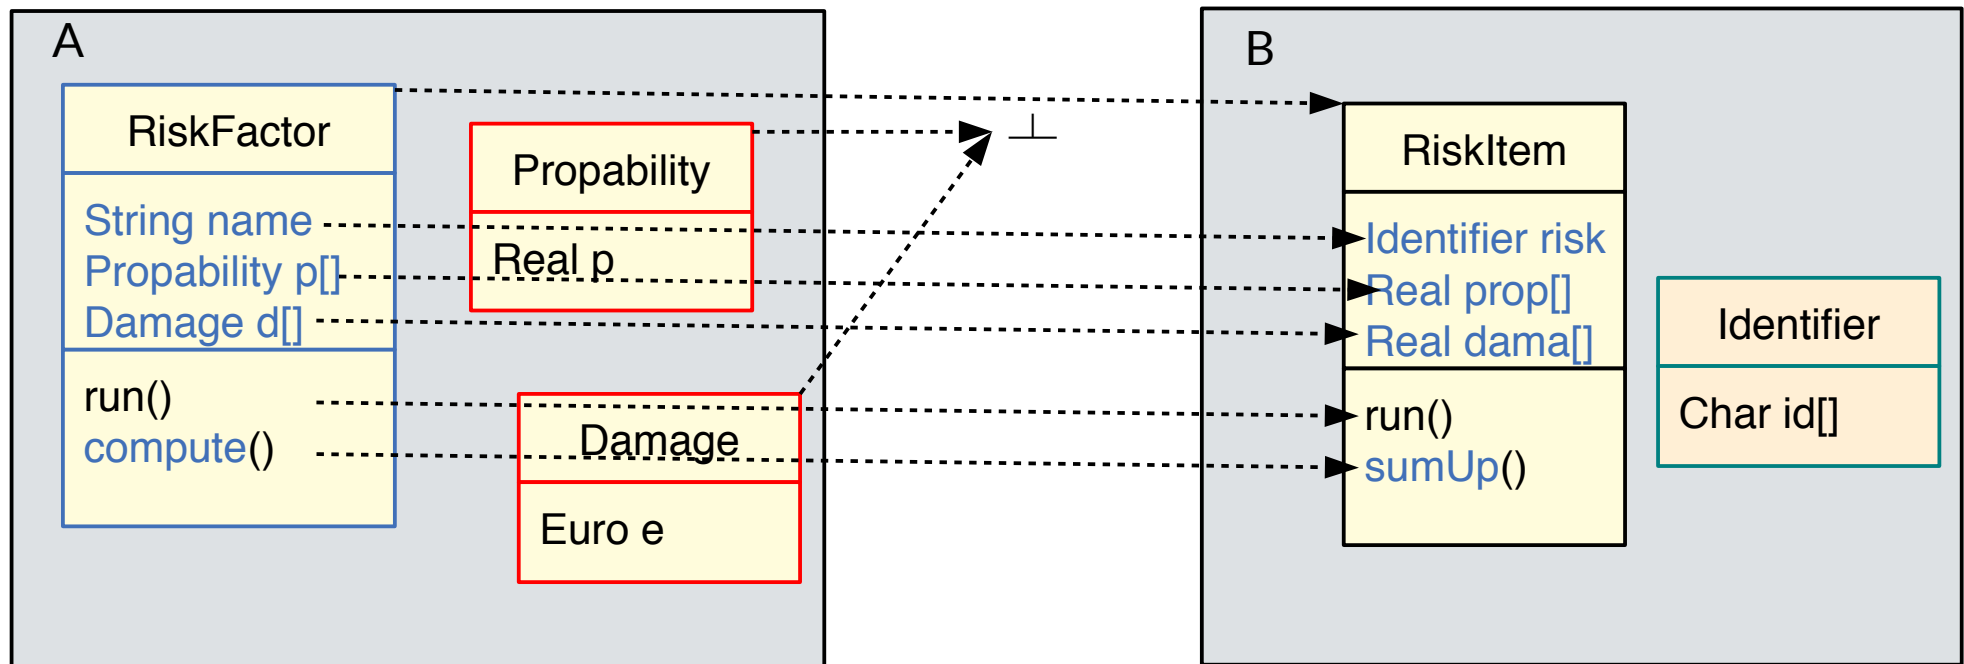 A
RiskFactor
String name
Propability p[]
Damage d[]
run()
compute()
Propability
Real p
Damage
Euro e
⊥
B
RiskItem
Identifier risk
Real prop[]
Real dama[]
run()
sumUp()
Identifier
Char id[]